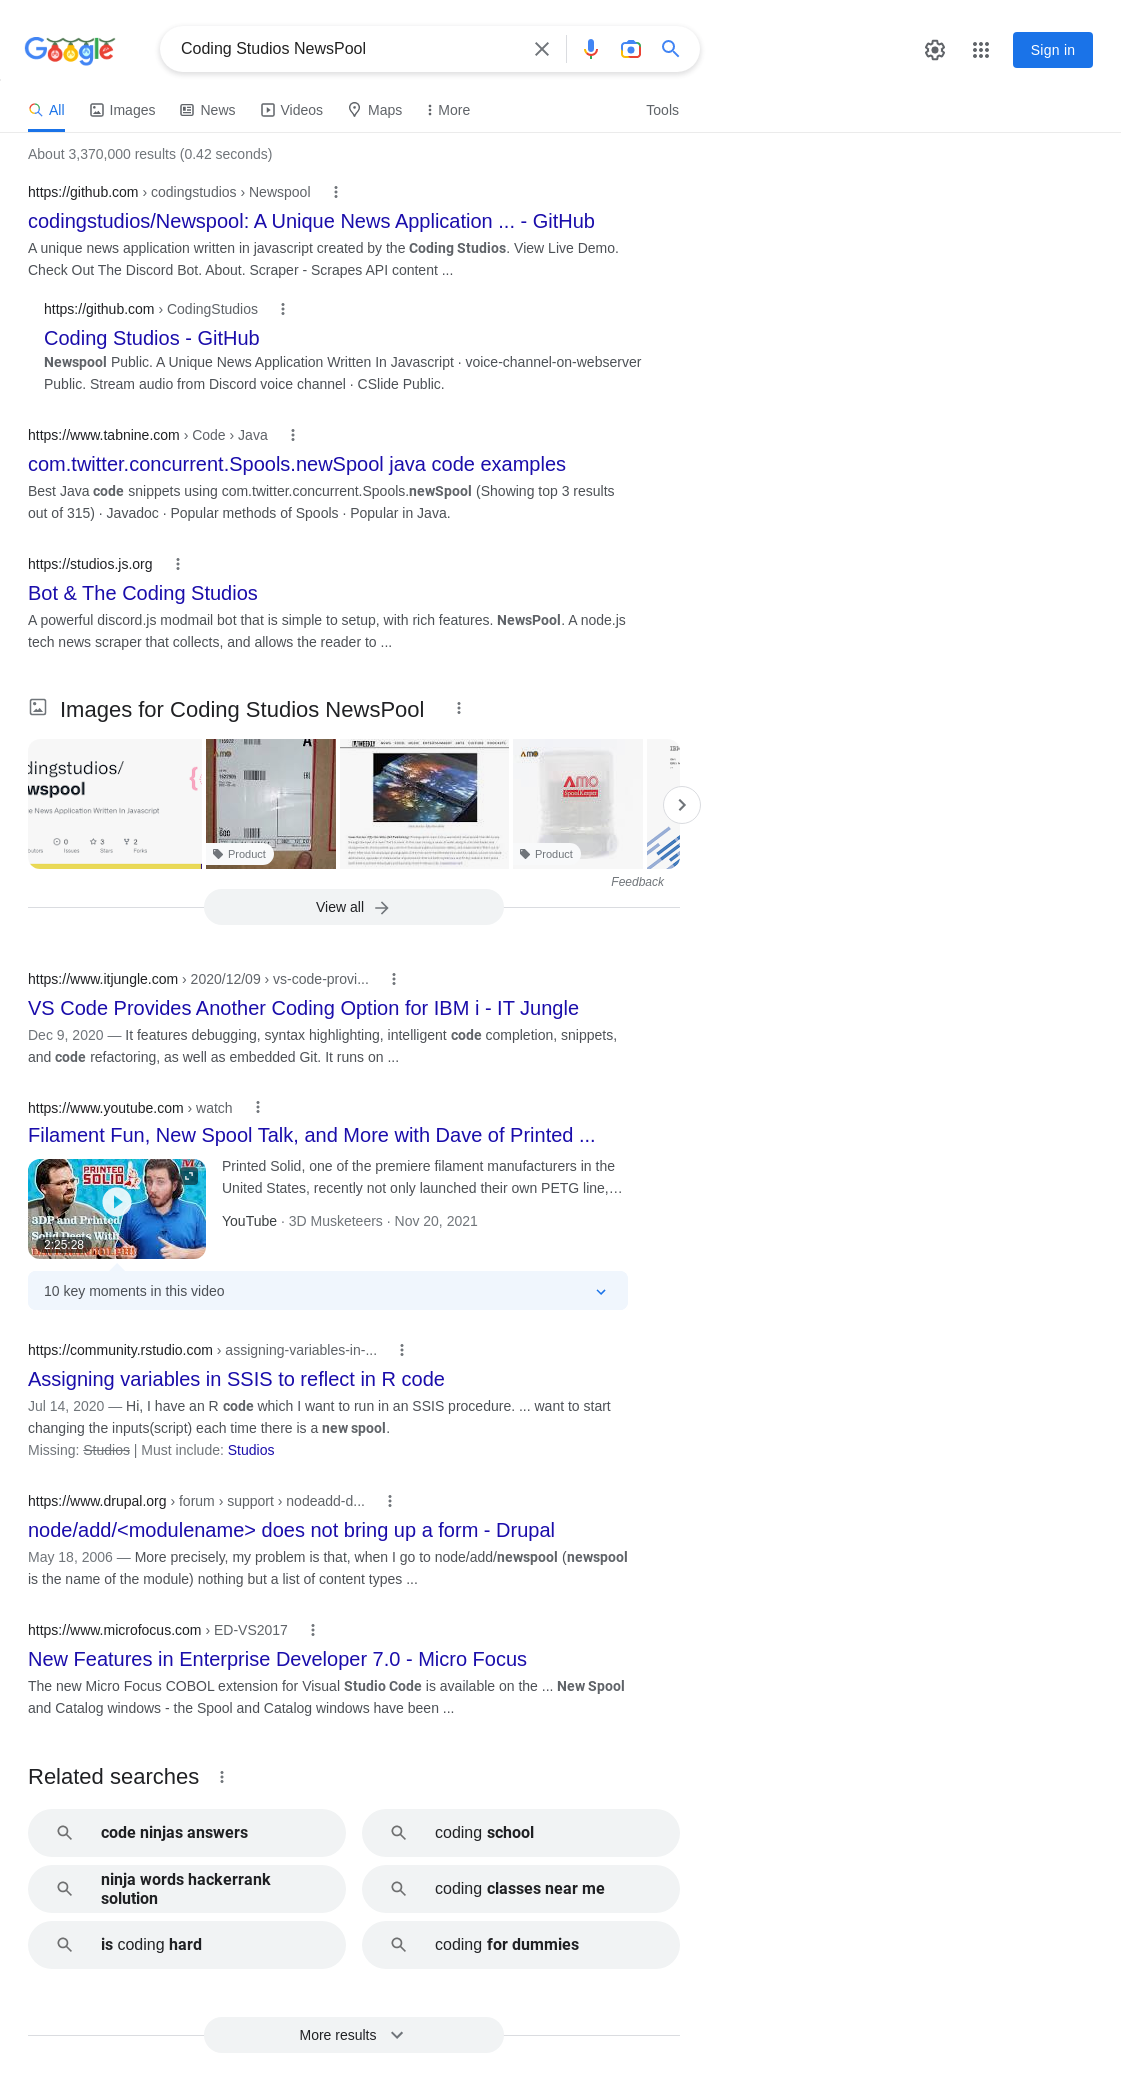 Google
Coding Studios NewsPool
Sign in
All
Images
News
Videos
Maps
More
Tools
About 3,370,000 results (0.42 seconds)
https://github.com › codingstudios › Newspool
codingstudios/Newspool: A Unique News Application ... - GitHub
A unique news application written in javascript created by the Coding Studios. View Live Demo.
Check Out The Discord Bot. About. Scraper - Scrapes API content ...
https://github.com › CodingStudios
Coding Studios - GitHub
Newspool Public. A Unique News Application Written In Javascript · voice-channel-on-webserver
Public. Stream audio from Discord voice channel · CSlide Public.
https://www.tabnine.com › Code › Java
com.twitter.concurrent.Spools.newSpool java code examples
Best Java code snippets using com.twitter.concurrent.Spools.newSpool (Showing top 3 results
out of 315) · Javadoc · Popular methods of Spools · Popular in Java.
https://studios.js.org
Bot & The Coding Studios
A powerful discord.js modmail bot that is simple to setup, with rich features. NewsPool. A node.js
tech news scraper that collects, and allows the reader to ...
Images for Coding Studios NewsPool
dingstudios/
wspool
e News Application Written In Javascript
0
3
2
Issues
Stars
Forks
Product
AMO
SpoolKeeper
Product
Feedback
View all
https://www.itjungle.com › 2020/12/09 › vs-code-provi...
VS Code Provides Another Coding Option for IBM i - IT Jungle
Dec 9, 2020 — It features debugging, syntax highlighting, intelligent code completion, snippets,
and code refactoring, as well as embedded Git. It runs on ...
https://www.youtube.com › watch
Filament Fun, New Spool Talk, and More with Dave of Printed ...
PRINTED
SOLID
3DP and Printed
Solid Deets With
2:25:28
Printed Solid, one of the premiere filament manufacturers in the
United States, recently not only launched their own PETG line,…
YouTube · 3D Musketeers · Nov 20, 2021
10 key moments in this video
https://community.rstudio.com › assigning-variables-in-...
Assigning variables in SSIS to reflect in R code
Jul 14, 2020 — Hi, I have an R code which I want to run in an SSIS procedure. ... want to start
changing the inputs(script) each time there is a new spool.
Missing: Studios | Must include: Studios
https://www.drupal.org › forum › support › nodeadd-d...
node/add/<modulename> does not bring up a form - Drupal
May 18, 2006 — More precisely, my problem is that, when I go to node/add/newspool (newspool
is the name of the module) nothing but a list of content types ...
https://www.microfocus.com › ED-VS2017
New Features in Enterprise Developer 7.0 - Micro Focus
The new Micro Focus COBOL extension for Visual Studio Code is available on the ... New Spool
and Catalog windows - the Spool and Catalog windows have been ...
Related searches
code ninjas answers
coding school
ninja words hackerrank
solution
coding classes near me
is coding hard
coding for dummies
More results